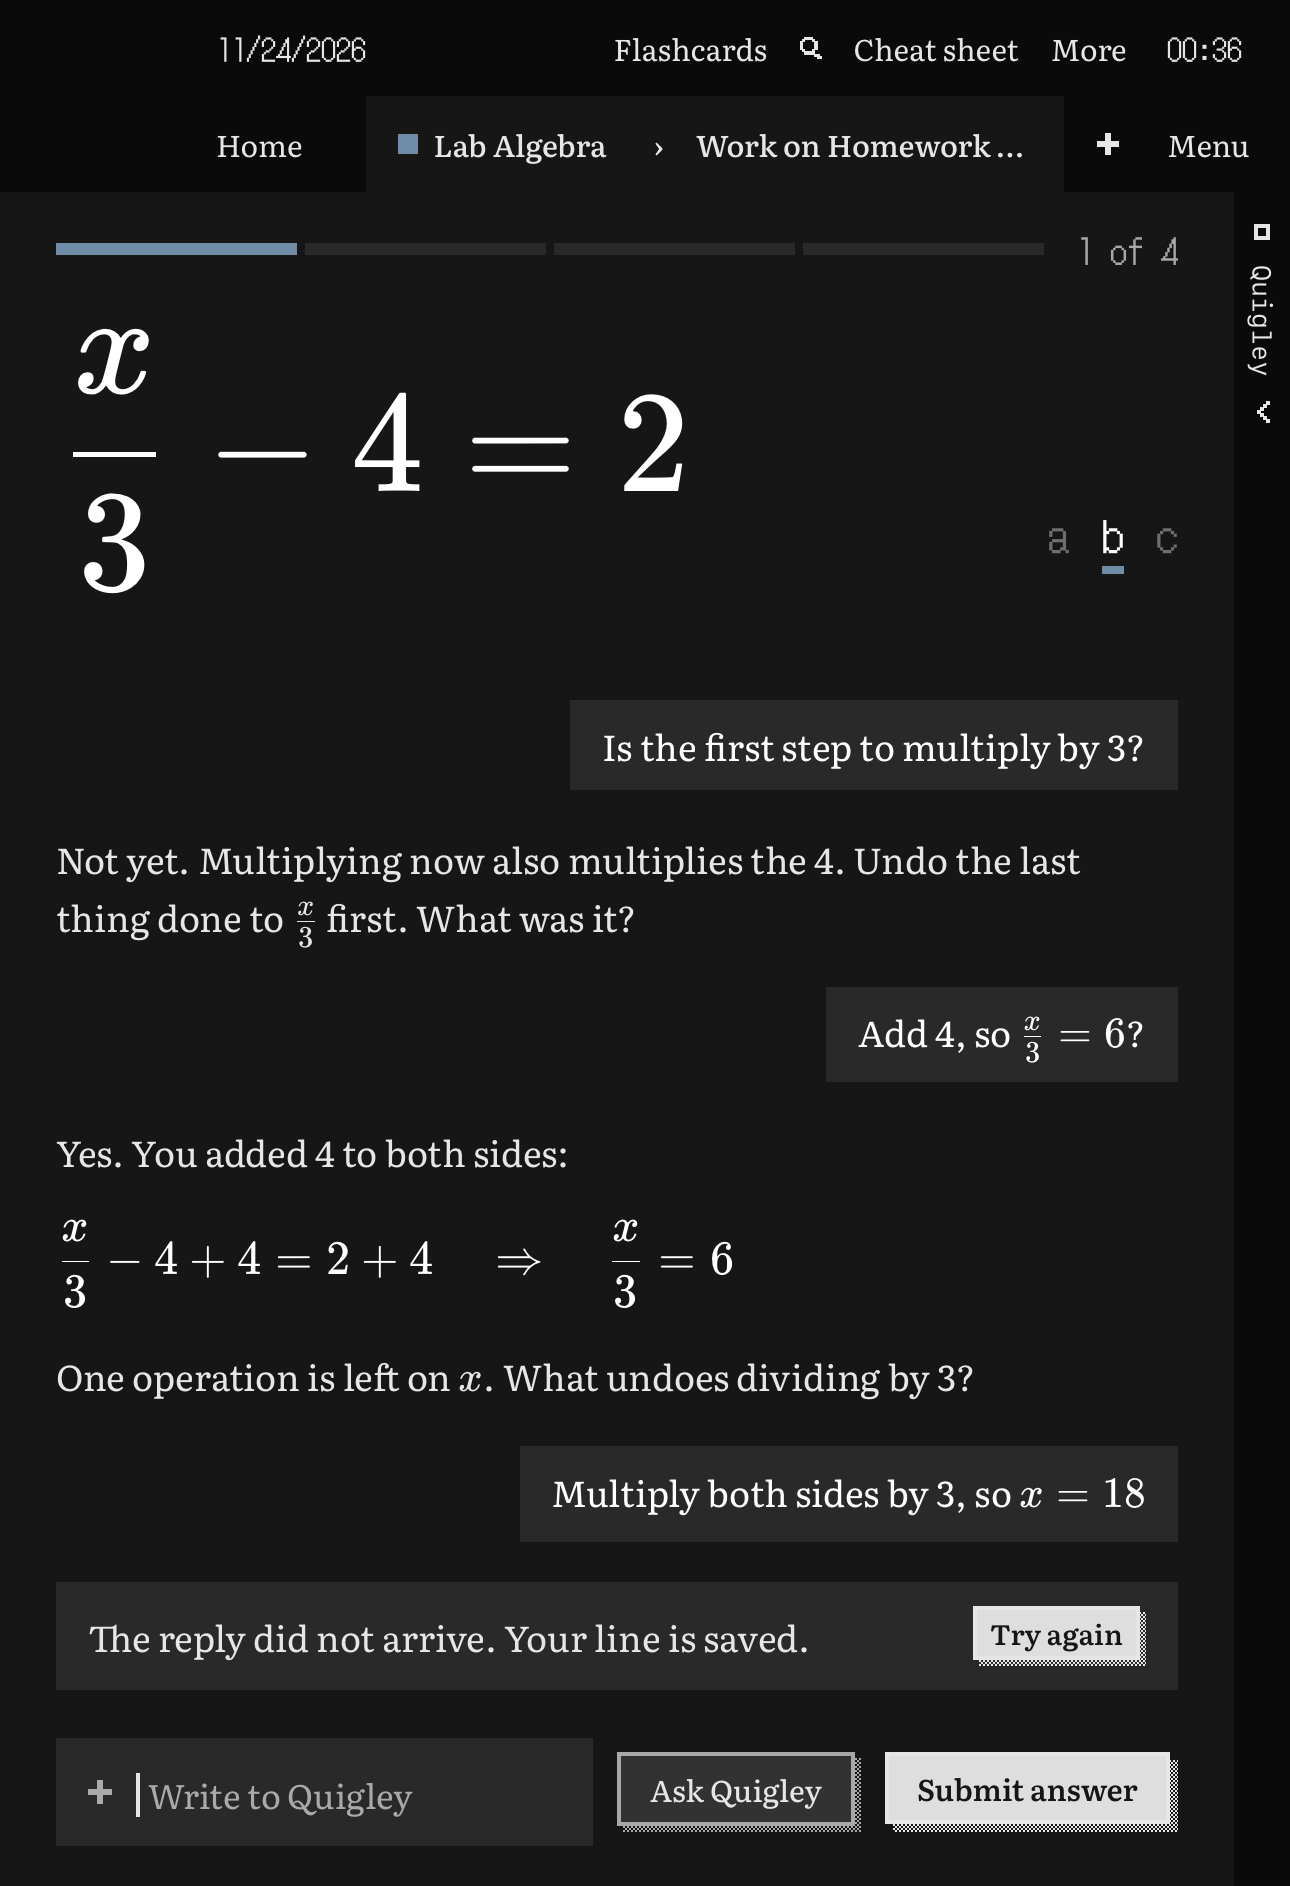 11/24/2026 Flashcards Cheat sheet More 00:36
Home Lab Algebra › Work on Homework ... Menu
1 of 4
Quigley
x/3 − 4 = 2
a b c
Is the first step to multiply by 3?
Not yet. Multiplying now also multiplies the 4. Undo the last
thing done to x/3 first. What was it?
Add 4, so x/3 = 6?
Yes. You added 4 to both sides:
x/3 − 4 + 4 = 2 + 4 ⇒ x/3 = 6
One operation is left on x. What undoes dividing by 3?
Multiply both sides by 3, so x = 18
The reply did not arrive. Your line is saved. Try again
Write to Quigley Ask Quigley Submit answer